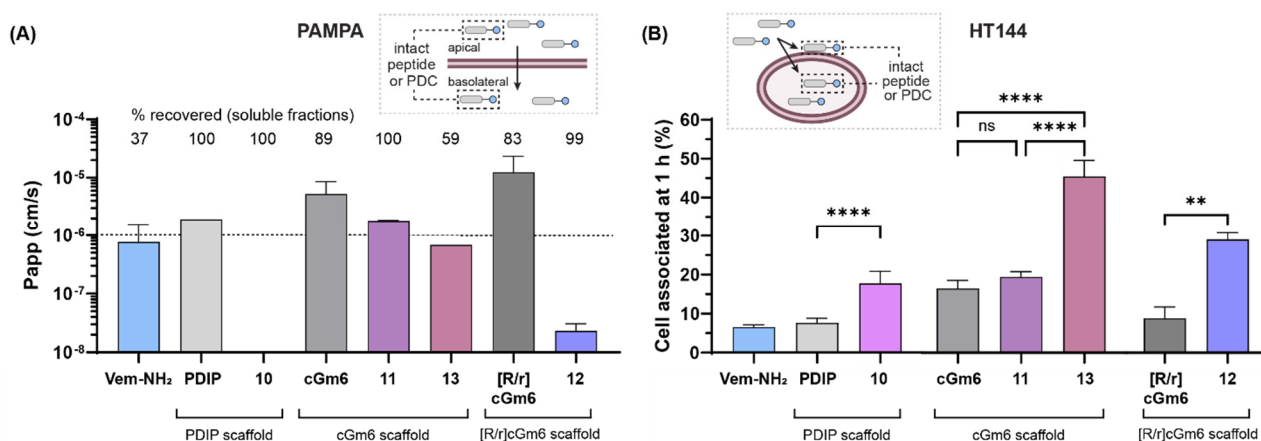 (A)
PAMPA
apical
intact
peptide
or PDC
basolateral
% recovered (soluble fractions)
37 100 100 89 100 59 83 99
Papp (cm/s)
10⁻⁴
10⁻⁵
10⁻⁶
10⁻⁷
10⁻⁸
Vem-NH₂ PDIP 10 cGm6 11 13 [R/r] 12
cGm6
PDIP scaffold cGm6 scaffold [R/r]cGm6 scaffold
(B)
HT144
intact
peptide
or PDC
Cell associated at 1 h (%)
60
50
40
30
20
10
0
****
ns ****
**
****
Vem-NH₂ PDIP 10 cGm6 11 13 [R/r] 12
cGm6
PDIP scaffold cGm6 scaffold [R/r]cGm6 scaffold